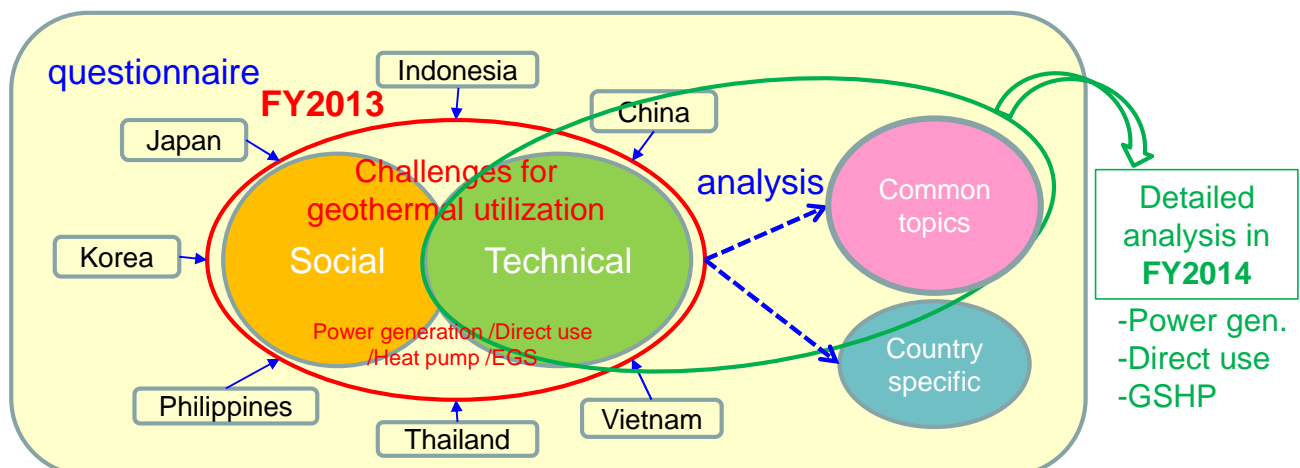 questionnaire
FY2013
Indonesia
China
Japan
Korea
Philippines
Thailand
Vietnam
Challenges for
geothermal utilization
Social
Technical
Power generation /Direct use
/Heat pump /EGS
analysis
Common
topics
Country
specific
Detailed
analysis in
FY2014
-Power gen.
-Direct use
-GSHP